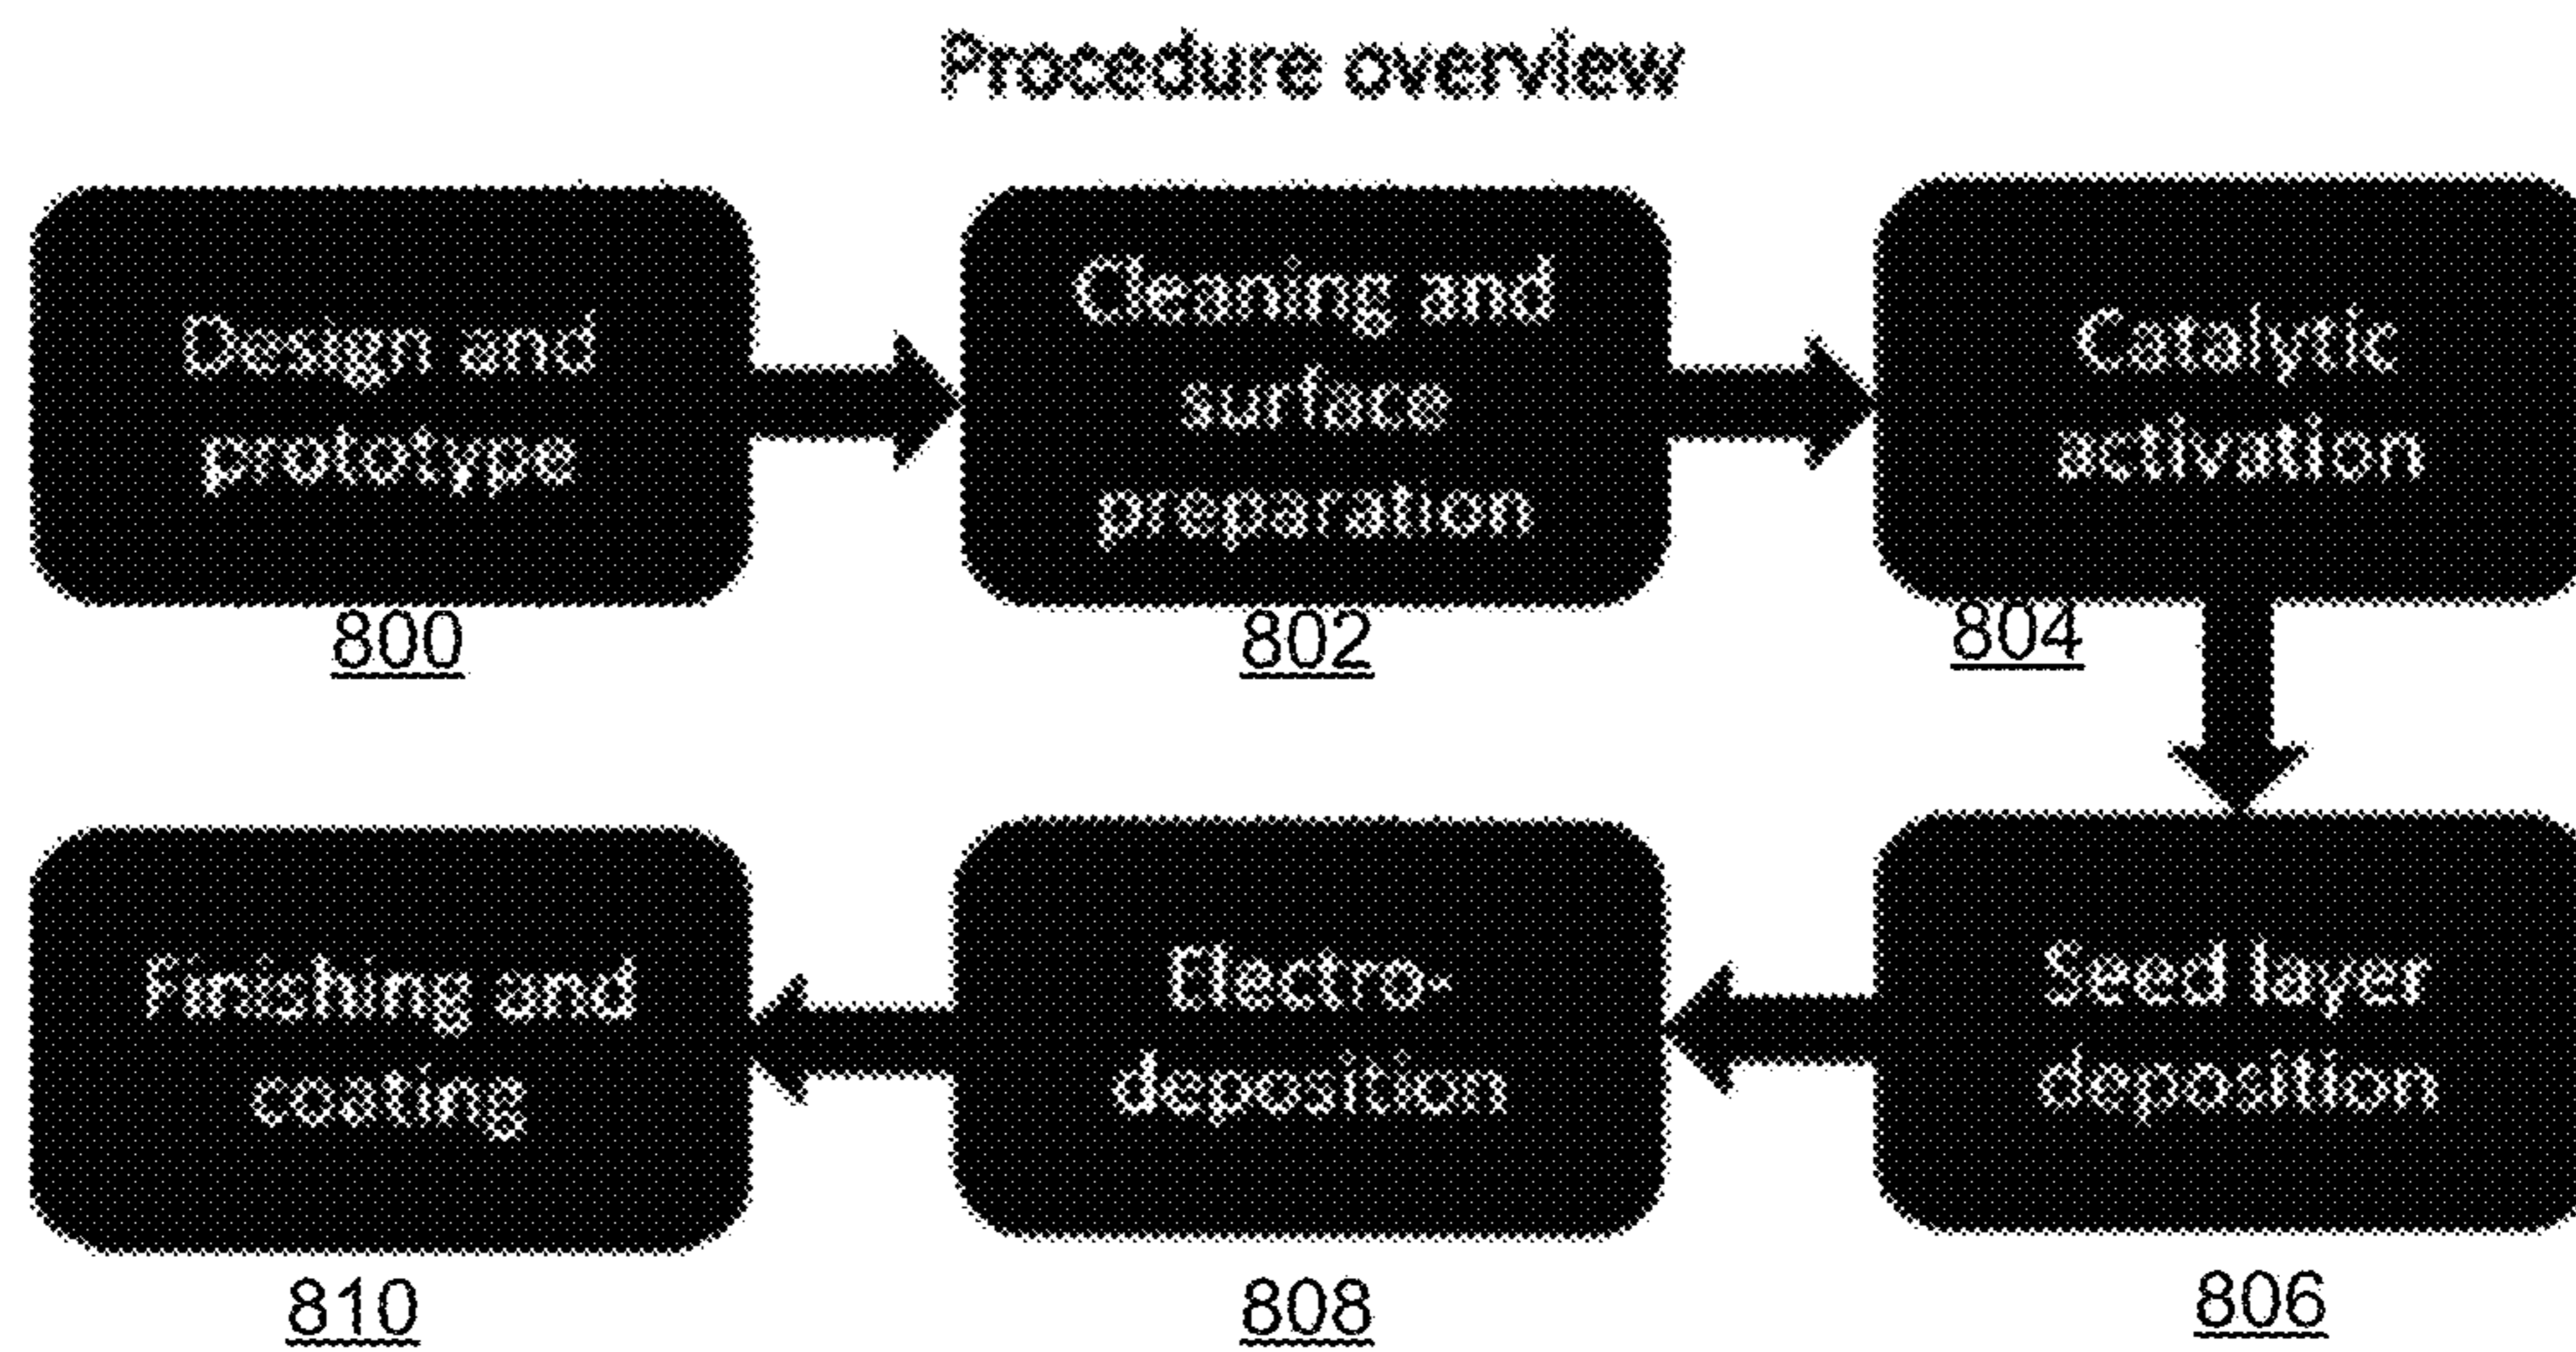 Procedure overview
Design and
prototype
800
Cleaning and
surface
preparation
802
Catalytic
activation
804
Seed layer
deposition
806
Electro-
deposition
808
Finishing and
coating
810